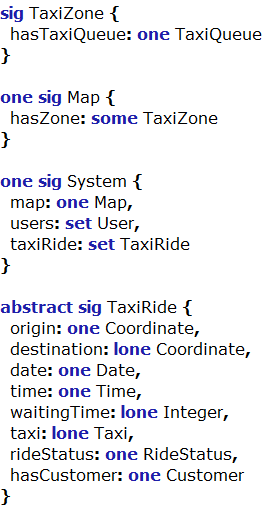 sig TaxiZone {
  hasTaxiQueue: one TaxiQueue
}

one sig Map {
  hasZone: some TaxiZone
}

one sig System {
  map: one Map,
  users: set User,
  taxiRide: set TaxiRide
}

abstract sig TaxiRide {
  origin: one Coordinate,
  destination: lone Coordinate,
  date: one Date,
  time: one Time,
  waitingTime: lone Integer,
  taxi: lone Taxi,
  rideStatus: one RideStatus,
  hasCustomer: one Customer
}